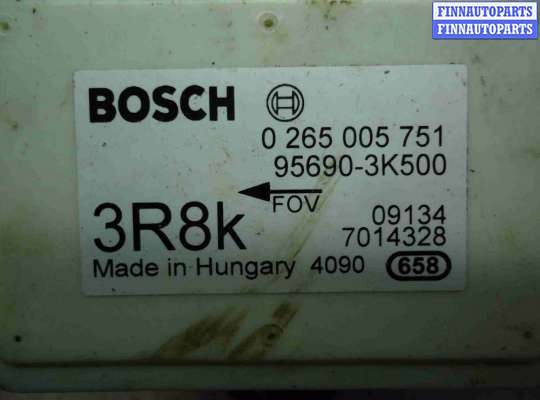 FINNAUTOPARTS
FINNAUTOPARTS
BOSCH
0 265 005 751
95690-3K500
FOV
3R8k
09134
7014328
Made in Hungary 4090 658